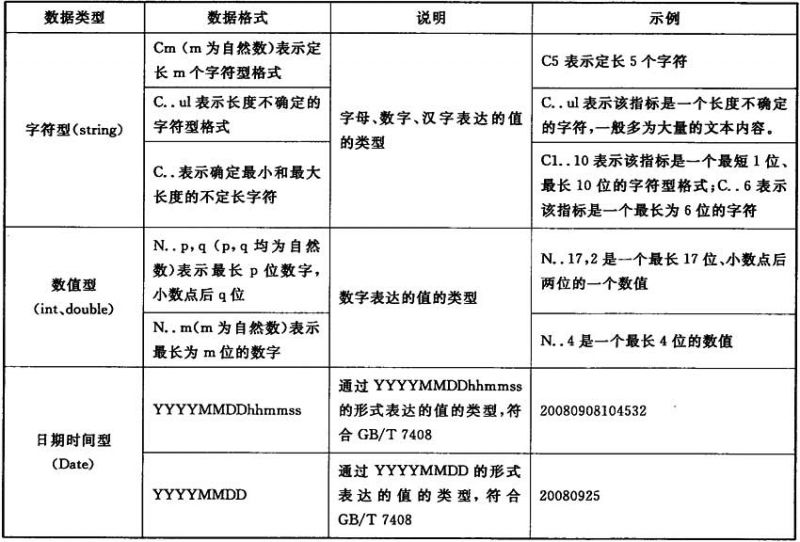 数据类型
数据格式
说明
示例
字符型(string)
Cm (m 为自然数)表示定
长 m 个字符型格式
字母、数字、汉字表达的值
的类型
C5 表示定长 5 个字符
C..ul 表示长度不确定的
字符型格式
C..ul 表示该指标是一个长度不确定
的字符,一般多为大量的文本内容。
C..表示确定最小和最大
长度的不定长字符
C1..10 表示该指标是一个最短 1 位、
最长 10 位的字符型格式;C..6 表示
该指标是一个最长为 6 位的字符
数值型
(int、double)
N..p,q (p,q 均为自然
数)表示最长 p 位数字,
小数点后 q 位
数字表达的值的类型
N..17,2 是一个最长 17 位、小数点后
两位的一个数值
N..m(m 为自然数)表示
最长为 m 位的数字
N..4 是一个最长 4 位的数值
日期时间型
(Date)
YYYYMMDDhhmmss
通过 YYYYMMDDhhmmss
的形式表达的值的类型,符
合 GB/T 7408
20080908104532
YYYYMMDD
通过 YYYYMMDD 的形式
表达的值的类型,符合
GB/T 7408
20080925